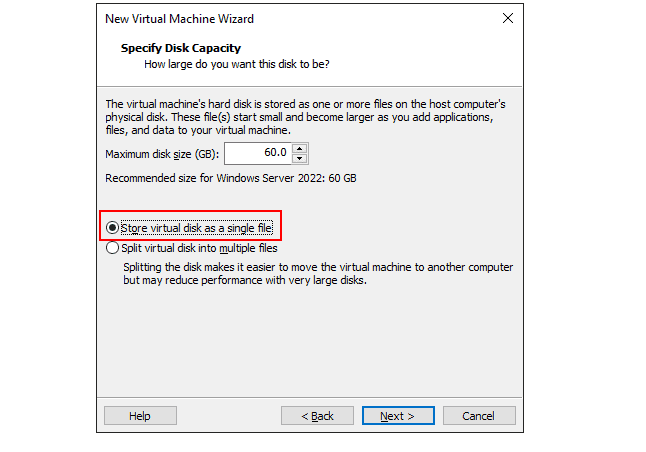 New Virtual Machine Wizard
Specify Disk Capacity
How large do you want this disk to be?
The virtual machine's hard disk is stored as one or more files on the host computer's
physical disk. These file(s) start small and become larger as you add applications,
files, and data to your virtual machine.
Maximum disk size (GB): 60.0
Recommended size for Windows Server 2022: 60 GB
Store virtual disk as a single file
Split virtual disk into multiple files
Splitting the disk makes it easier to move the virtual machine to another computer
but may reduce performance with very large disks.
Help < Back Next > Cancel